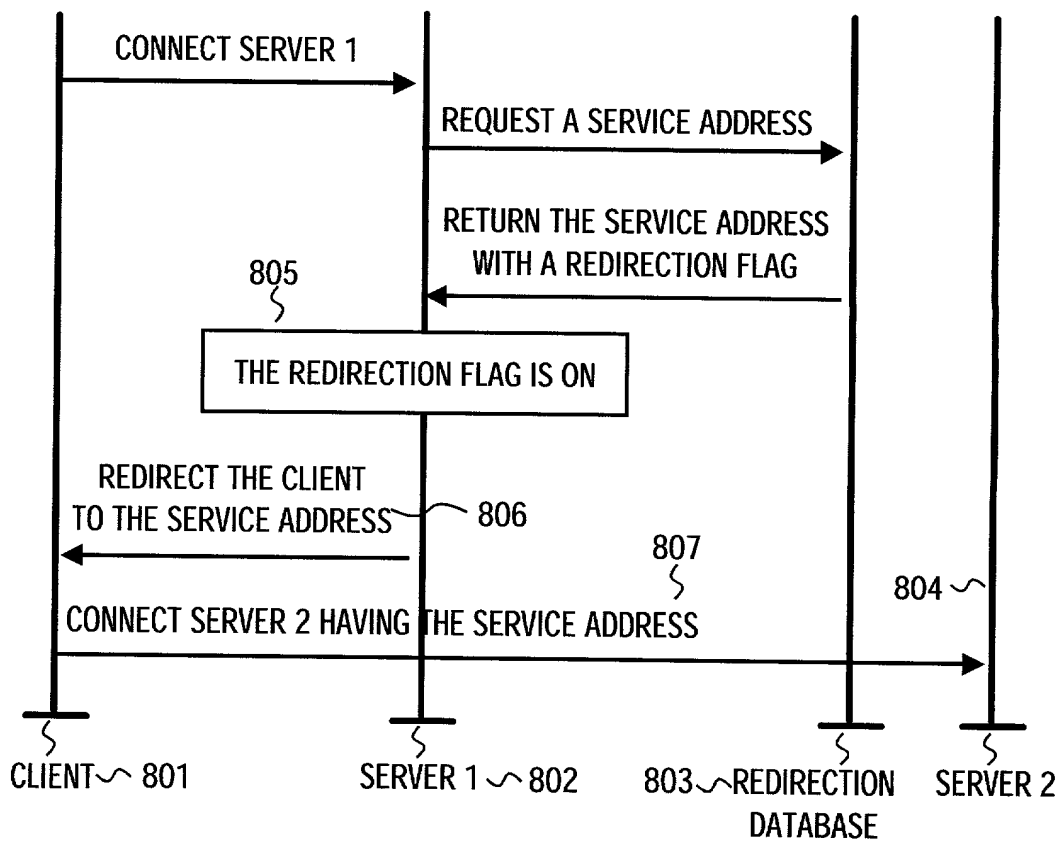 CONNECT SERVER 1
REQUEST A SERVICE ADDRESS
RETURN THE SERVICE ADDRESS
WITH A REDIRECTION FLAG
805
THE REDIRECTION FLAG IS ON
REDIRECT THE CLIENT
TO THE SERVICE ADDRESS
806
807
804
CONNECT SERVER 2 HAVING THE SERVICE ADDRESS
CLIENT 801
SERVER 1 802
803 REDIRECTION
DATABASE
SERVER 2